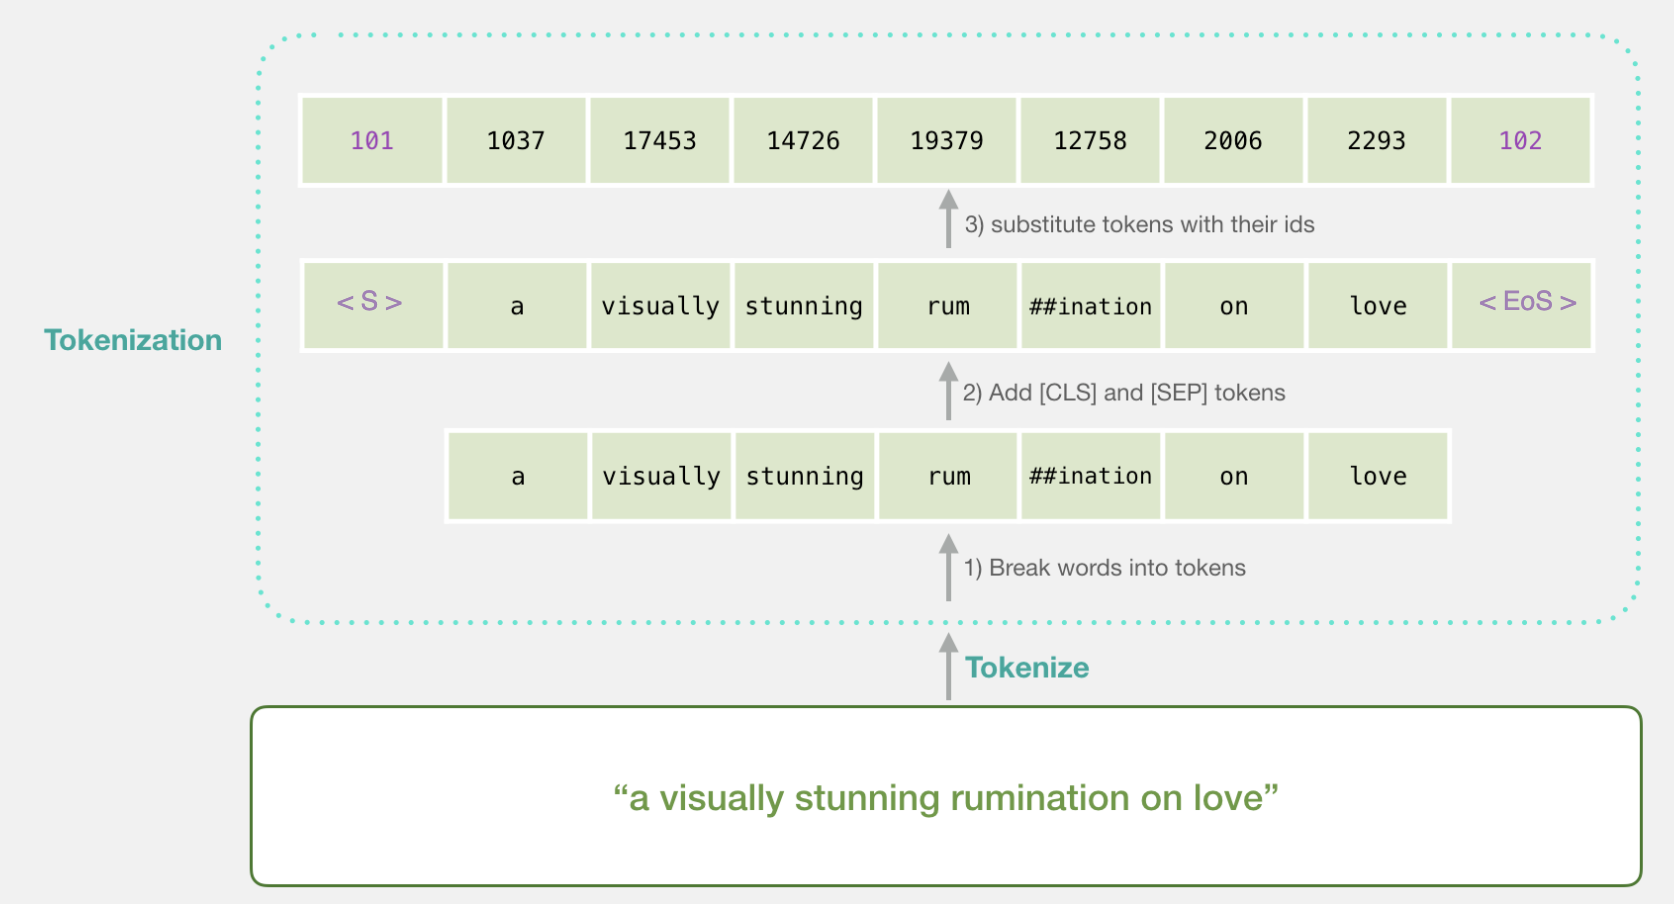 101 1037 17453 14726 19379 12758 2006 2293 102
3) substitute tokens with their ids
< S > a visually stunning rum ##ination on love < EoS >
Tokenization
2) Add [CLS] and [SEP] tokens
a visually stunning rum ##ination on love
1) Break words into tokens
Tokenize
“a visually stunning rumination on love”